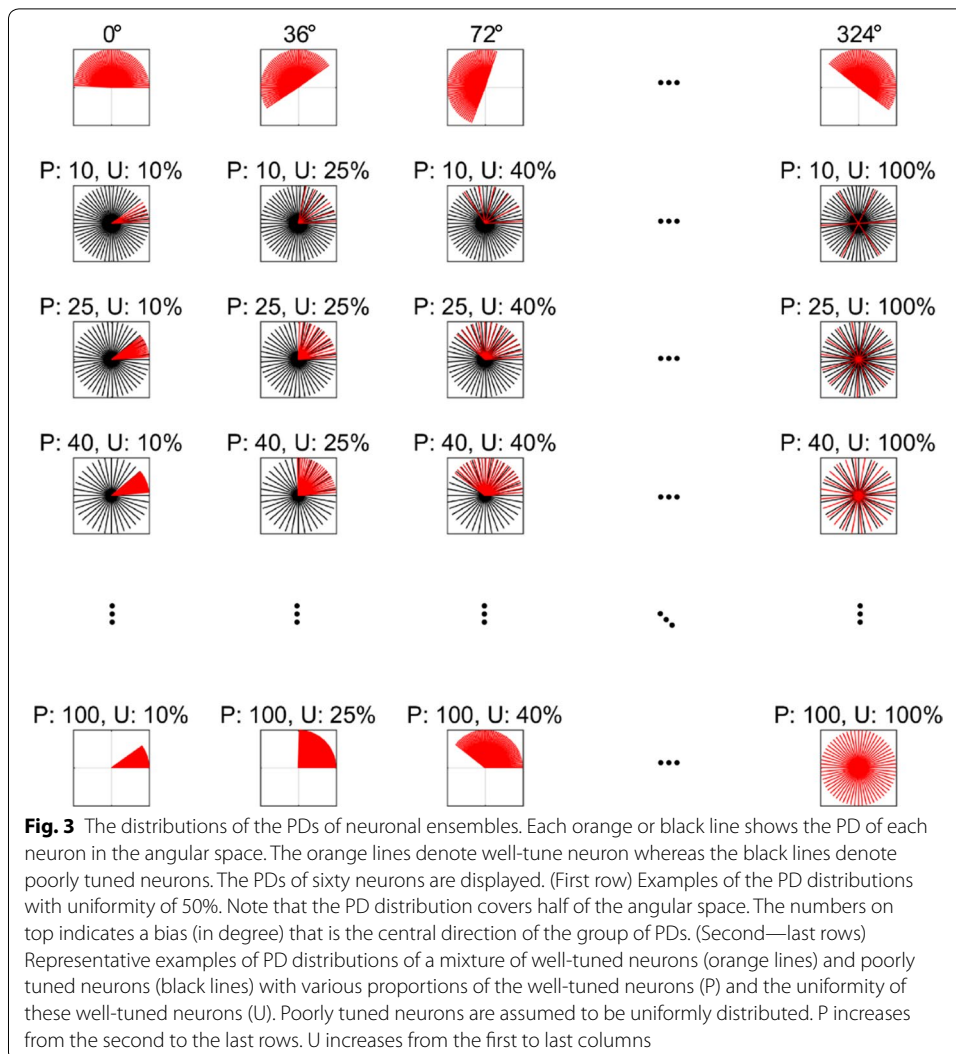 0° 36° 72° 324°
P: 10, U: 10% P: 10, U: 25% P: 10, U: 40% P: 10, U: 100%
P: 25, U: 10% P: 25, U: 25% P: 25, U: 40% P: 25, U: 100%
P: 40, U: 10% P: 40, U: 25% P: 40, U: 40% P: 40, U: 100%
P: 100, U: 10% P: 100, U: 25% P: 100, U: 40% P: 100, U: 100%
Fig. 3 The distributions of the PDs of neuronal ensembles. Each orange or black line shows the PD of each
neuron in the angular space. The orange lines denote well-tune neuron whereas the black lines denote
poorly tuned neurons. The PDs of sixty neurons are displayed. (First row) Examples of the PD distributions
with uniformity of 50%. Note that the PD distribution covers half of the angular space. The numbers on
top indicates a bias (in degree) that is the central direction of the group of PDs. (Second—last rows)
Representative examples of PD distributions of a mixture of well-tuned neurons (orange lines) and poorly
tuned neurons (black lines) with various proportions of the well-tuned neurons (P) and the uniformity of
these well-tuned neurons (U). Poorly tuned neurons are assumed to be uniformly distributed. P increases
from the second to the last rows. U increases from the first to last columns